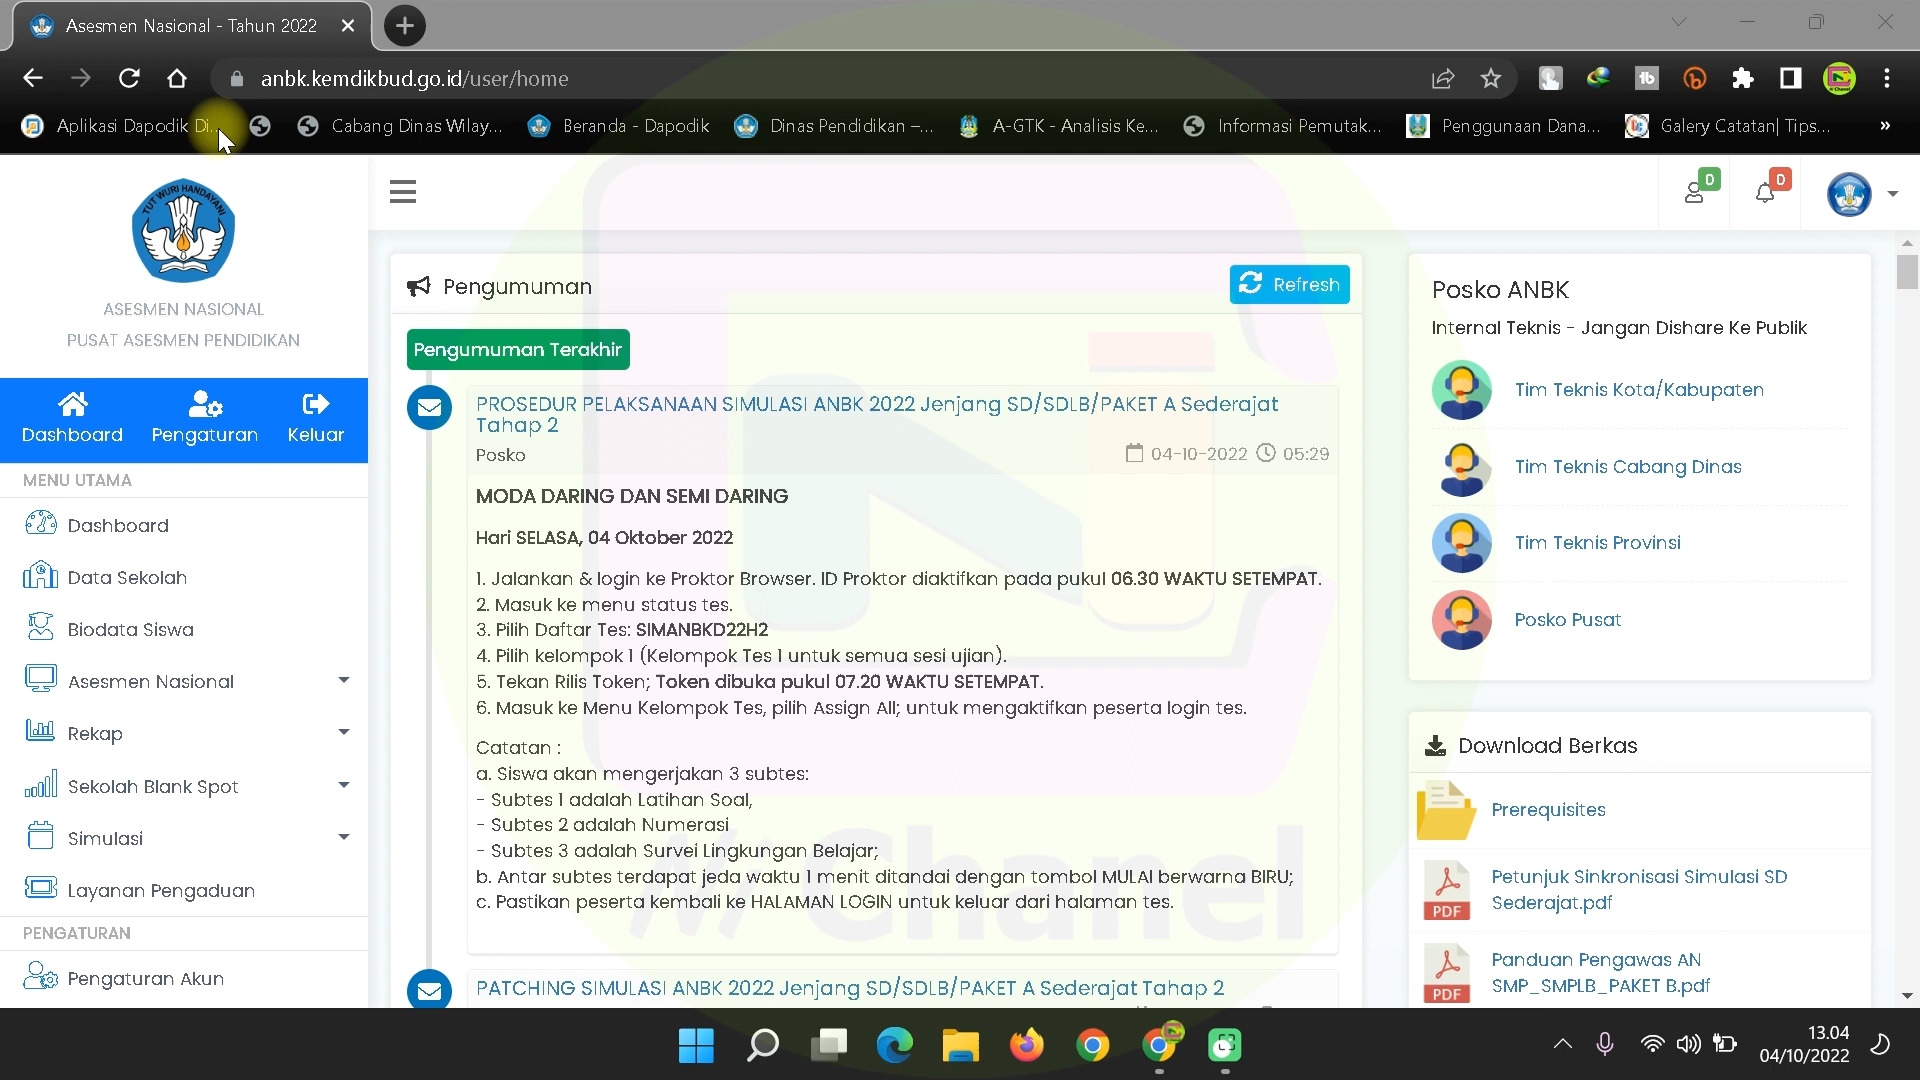 Asesmen Nasional - Tahun 2022
anbk.kemdikbud.go.id/user/home
Aplikasi Dapodik Di...
Cabang Dinas Wilay...
Beranda - Dapodik
Dinas Pendidikan –...
A-GTK - Analisis Ke...
Informasi Pemutak...
Penggunaan Dana...
Galery Catatan| Tips...
»
TUT WURI HANDAYANI
ASESMEN NASIONAL
PUSAT ASESMEN PENDIDIKAN
Dashboard
Pengaturan
Keluar
MENU UTAMA
Dashboard
Data Sekolah
Biodata Siswa
Asesmen Nasional
Rekap
Sekolah Blank Spot
Simulasi
Layanan Pengaduan
PENGATURAN
Pengaturan Akun
0
0
Pengumuman
Refresh
Pengumuman Terakhir
PROSEDUR PELAKSANAAN SIMULASI ANBK 2022 Jenjang SD/SDLB/PAKET A Sederajat
Tahap 2
Posko
04-10-2022 05:29
MODA DARING DAN SEMI DARING
Hari SELASA, 04 Oktober 2022
1. Jalankan & login ke Proktor Browser. ID Proktor diaktifkan pada pukul 06.30 WAKTU SETEMPAT.
2. Masuk ke menu status tes.
3. Pilih Daftar Tes: SIMANBKD22H2
4. Pilih kelompok 1 (Kelompok Tes 1 untuk semua sesi ujian).
5. Tekan Rilis Token; Token dibuka pukul 07.20 WAKTU SETEMPAT.
6. Masuk ke Menu Kelompok Tes, pilih Assign All; untuk mengaktifkan peserta login tes.
Catatan :
a. Siswa akan mengerjakan 3 subtes:
- Subtes 1 adalah Latihan Soal,
- Subtes 2 adalah Numerasi
- Subtes 3 adalah Survei Lingkungan Belajar;
b. Antar subtes terdapat jeda waktu 1 menit ditandai dengan tombol MULAI berwarna BIRU;
c. Pastikan peserta kembali ke HALAMAN LOGIN untuk keluar dari halaman tes.
N Chanel
PATCHING SIMULASI ANBK 2022 Jenjang SD/SDLB/PAKET A Sederajat Tahap 2
Posko ANBK
Internal Teknis - Jangan Dishare Ke Publik
Tim Teknis Kota/Kabupaten
Tim Teknis Cabang Dinas
Tim Teknis Provinsi
Posko Pusat
Download Berkas
Prerequisites
PDF
Petunjuk Sinkronisasi Simulasi SD
Sederajat.pdf
PDF
Panduan Pengawas AN
SMP_SMPLB_PAKET B.pdf
13.04
04/10/2022